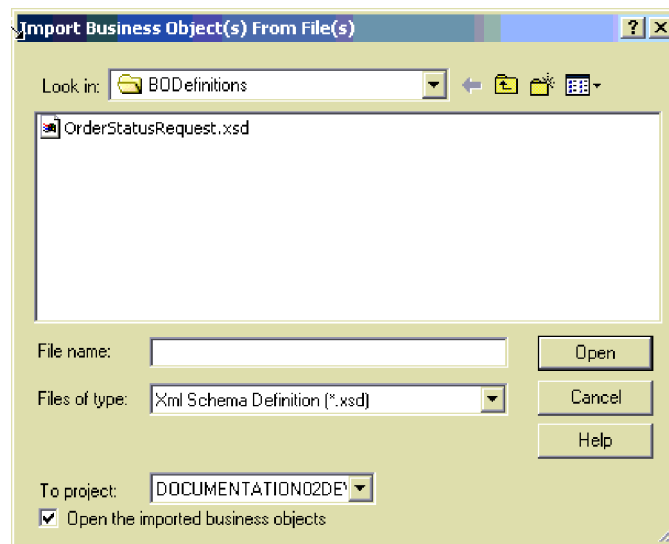 Import Business Object(s) From File(s)
Look in: BODefinitions
OrderStatusRequest.xsd
File name:
Open
Files of type: Xml Schema Definition (*.xsd)
Cancel
Help
To project: DOCUMENTATION02DE
Open the imported business objects